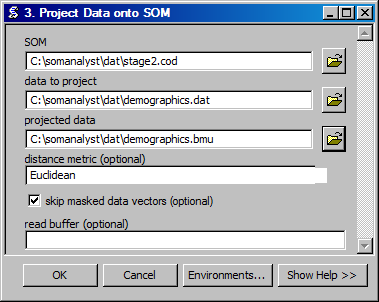 3. Project Data onto SOM
SOM
C:\somanalyst\dat\stage2.cod
data to project
C:\somanalyst\dat\demographics.dat
projected data
C:\somanalyst\dat\demographics.bmu
distance metric (optional)
Euclidean
skip masked data vectors (optional)
read buffer (optional)
OK Cancel Environments... Show Help >>